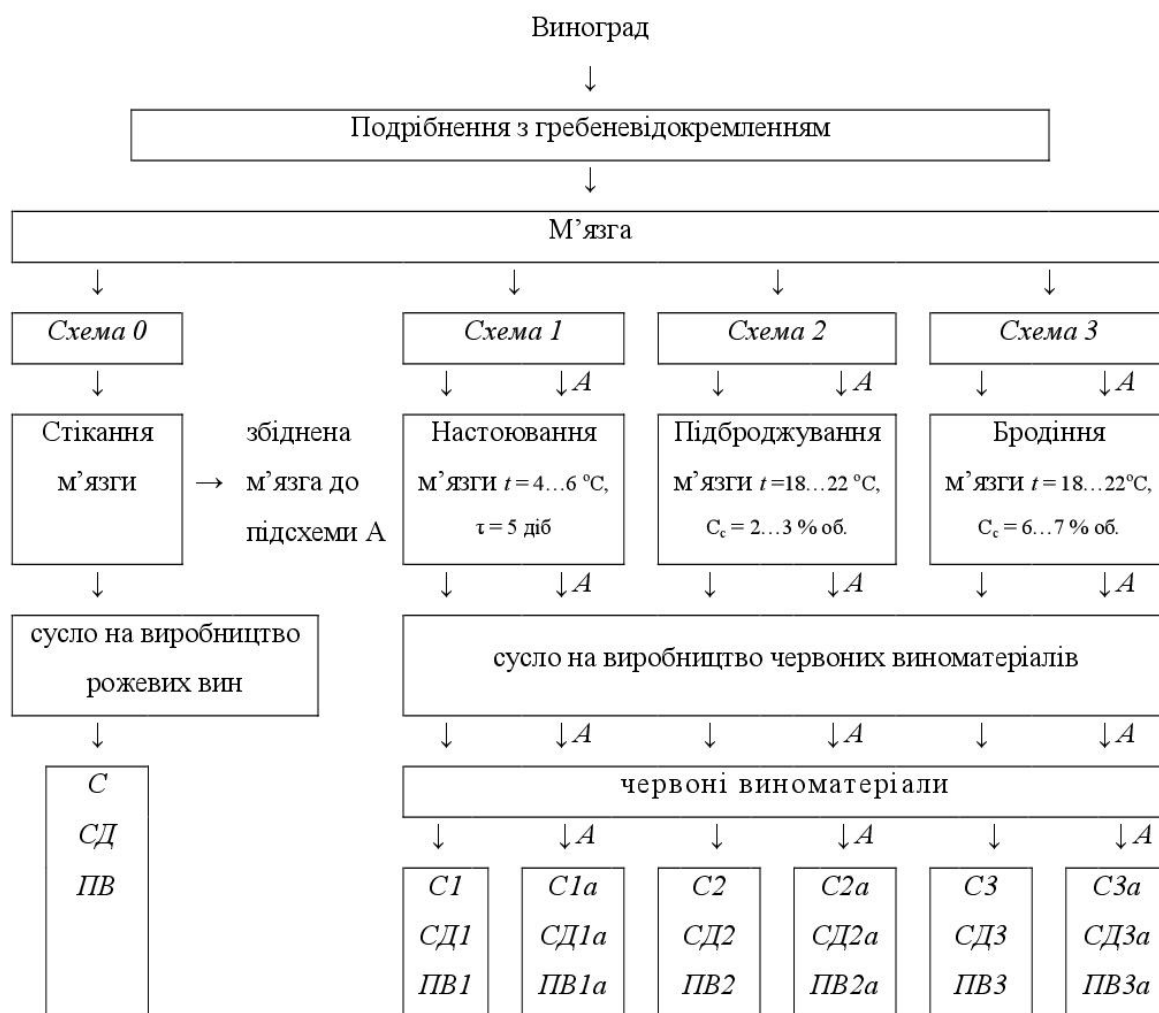 Виноград
↓
Подрібнення з гребеневідокремленням
↓
М’язга
↓ ↓ ↓ ↓
Схема 0 Схема 1 Схема 2 Схема 3
↓ ↓ ↓А ↓ ↓А ↓ ↓А
Стікання збіднена Настоювання Підброджування Бродіння
м’язги → м’язга до м’язги t = 4…6 °С, м’язги t =18…22 °С, м’язги t = 18…22°С,
підсхеми А τ = 5 діб Сс = 2…3 % об. Сс = 6…7 % об.
↓ ↓ ↓А ↓ ↓А ↓ ↓А
сусло на виробництво
рожевих вин
сусло на виробництво червоних виноматеріалів
↓ ↓ ↓А ↓ ↓А ↓ ↓А
С червоні виноматеріали
СД ↓ ↓А ↓ ↓А ↓ ↓А
ПВ С1 С1а С2 С2а С3 С3а
СД1 СД1а СД2 СД2а СД3 СД3а
ПВ1 ПВ1а ПВ2 ПВ2а ПВ3 ПВ3а